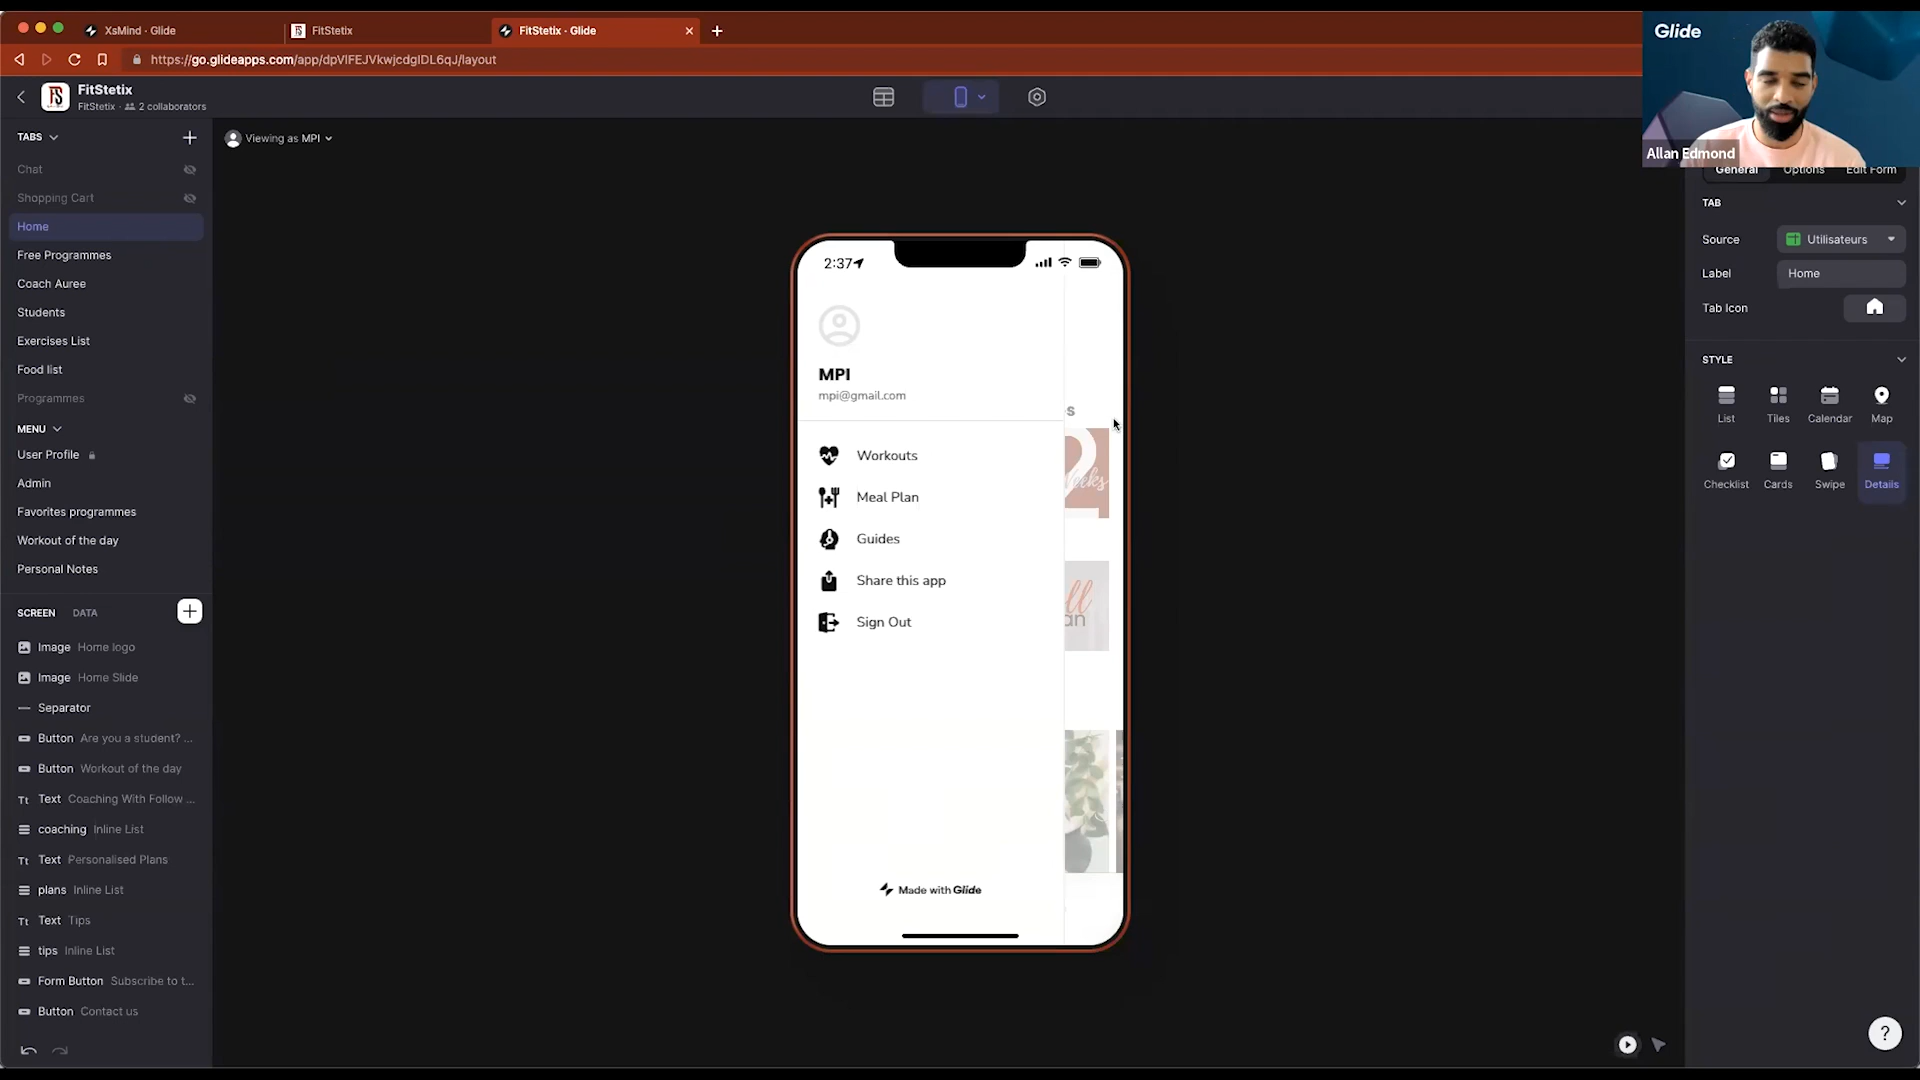 XsMind · Glide
FitStetix
FitStetix · Glide
https://go.glideapps.com/app/dpVlFEJVkwjcdglDL6qJ/layout
Glide
Allan Edmond
FS
FitStetix
FitStetix · 2 collaborators
TABS
Chat
Shopping Cart
Home
Free Programmes
Coach Auree
Students
Exercises List
Food list
Programmes
MENU
User Profile
Admin
Favorites programmes
Workout of the day
Personal Notes
SCREEN DATA
Image Home logo
Image Home Slide
Separator
Button Are you a student? ...
Button Workout of the day
Text Coaching With Follow ...
coaching Inline List
Text Personalised Plans
plans Inline List
Text Tips
tips Inline List
Form Button Subscribe to t...
Button Contact us
Viewing as MPI
2:37
MPI
mpi@gmail.com
Workouts
Meal Plan
Guides
Share this app
Sign Out
Made with Glide
s
2
eeks
ll
an
General Options Edit Form
TAB
Source Utilisateurs
Label Home
Tab Icon
STYLE
List Tiles Calendar Map
Checklist Cards Swipe Details
?